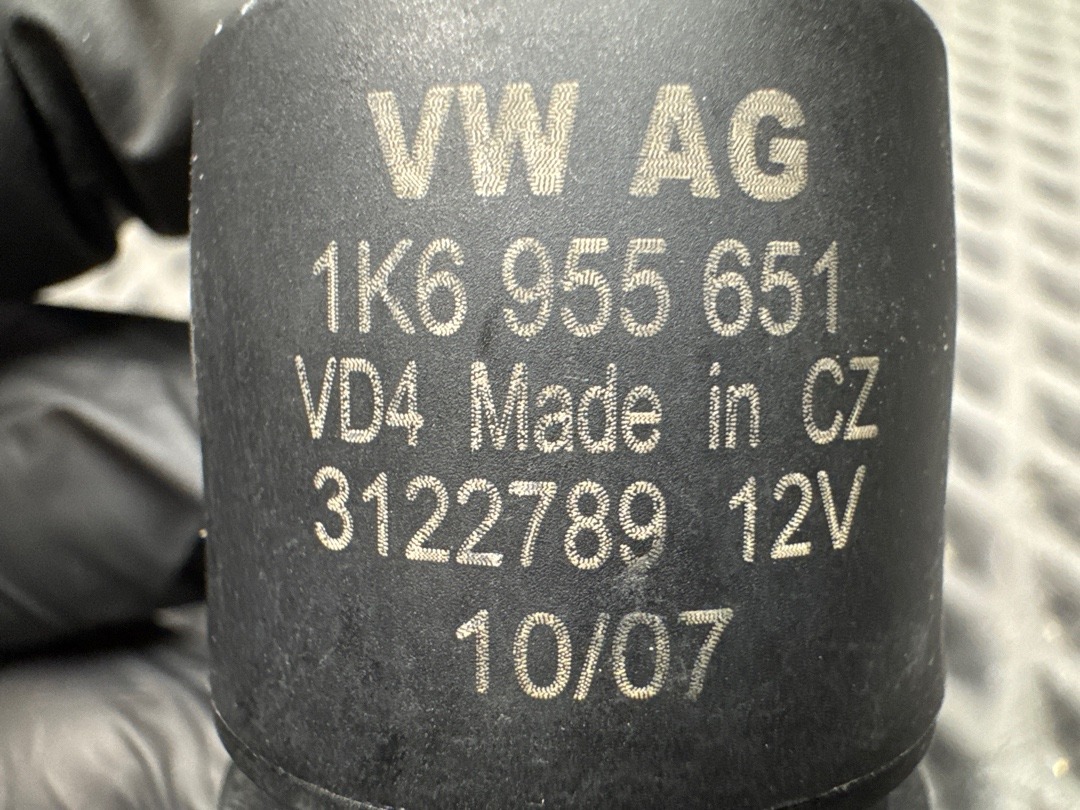 VW AG
1K6 955 651
VD4 Made in CZ
3122789 12V
10/07